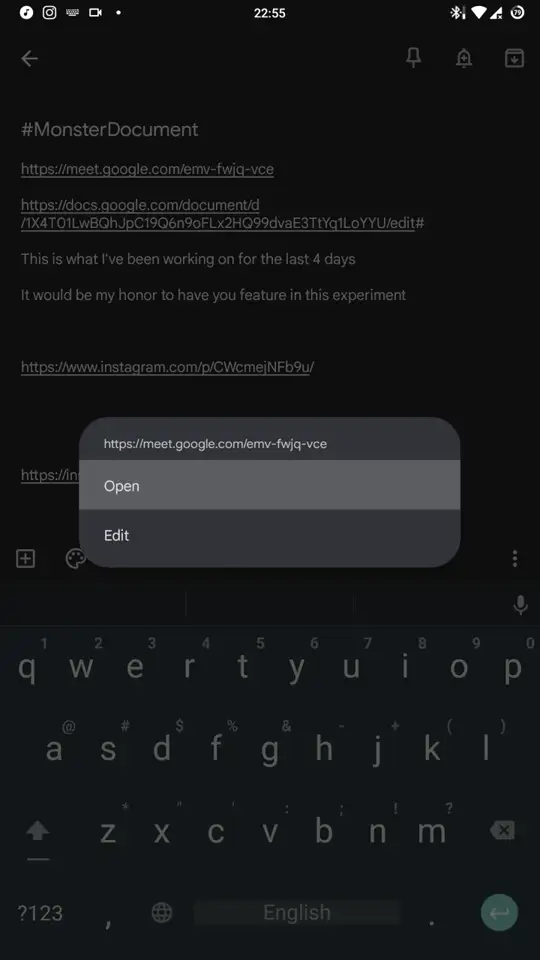 22:55
79
#MonsterDocument
https://meet.google.com/emv-fwjq-vce
https://docs.google.com/document/d
/1X4T01LwBQhJpC19Q6n9oFLx2HQ99dvaE3TtYq1LoYYU/edit#
This is what I've been working on for the last 4 days
It would be my honor to have you feature in this experiment
https://www.instagram.com/p/CWcmejNFb9u/
https://meet.google.com/emv-fwjq-vce
https://ins
Open
Edit
1 2 3 4 5 6 7 8 9 0
q w e r t y u i o p
@ # $ % & - + ( )
a s d f g h j k l
* " ' : ; ! ?
z x c v b n m
?123 , English .